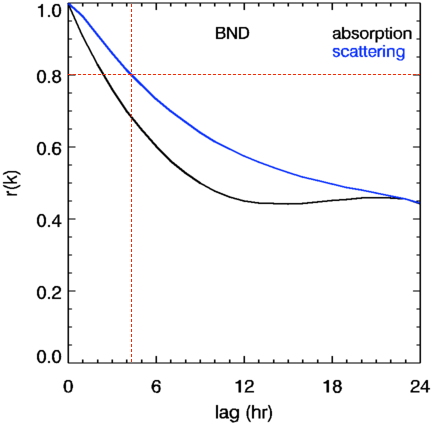 1.0
BND
absorption
scattering
0.8
0.6
r(k)
0.4
0.2
0.0
0 6 12 18 24
lag (hr)